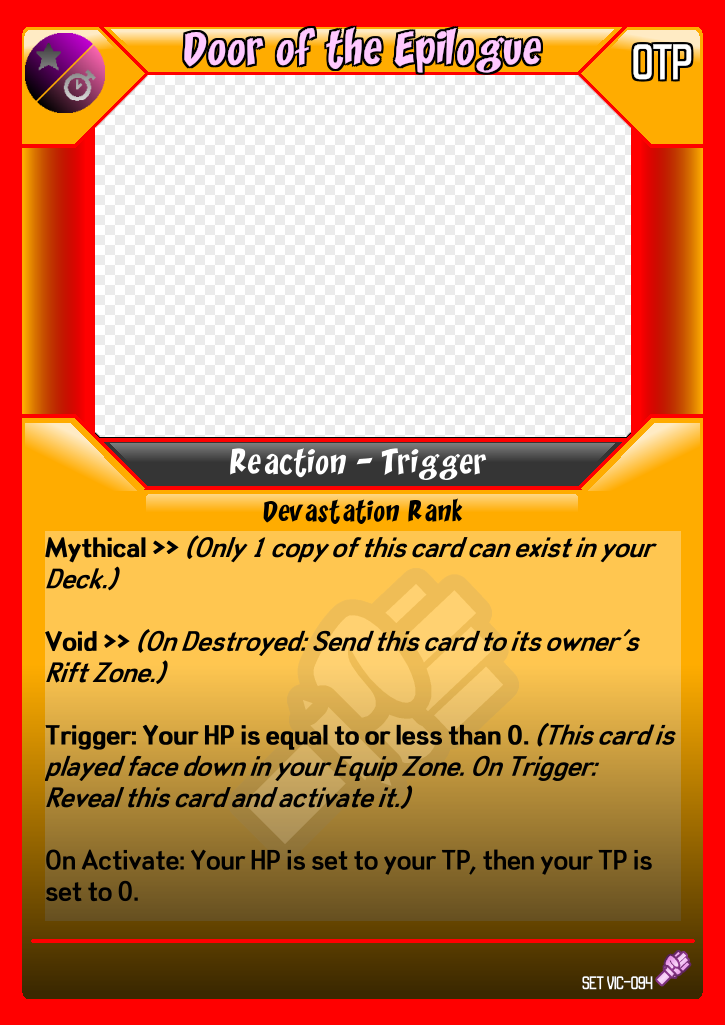 Door of the Epilogue
0TP
Reaction - Trigger
Devastation Rank
Mythical >> (Only 1 copy of this card can exist in your
Deck.)
Void >> (On Destroyed: Send this card to its owner's
Rift Zone.)
Trigger: Your HP is equal to or less than 0. (This card is
played face down in your Equip Zone. On Trigger:
Reveal this card and activate it.)
On Activate: Your HP is set to your TP, then your TP is
set to 0.
SET VIC-094